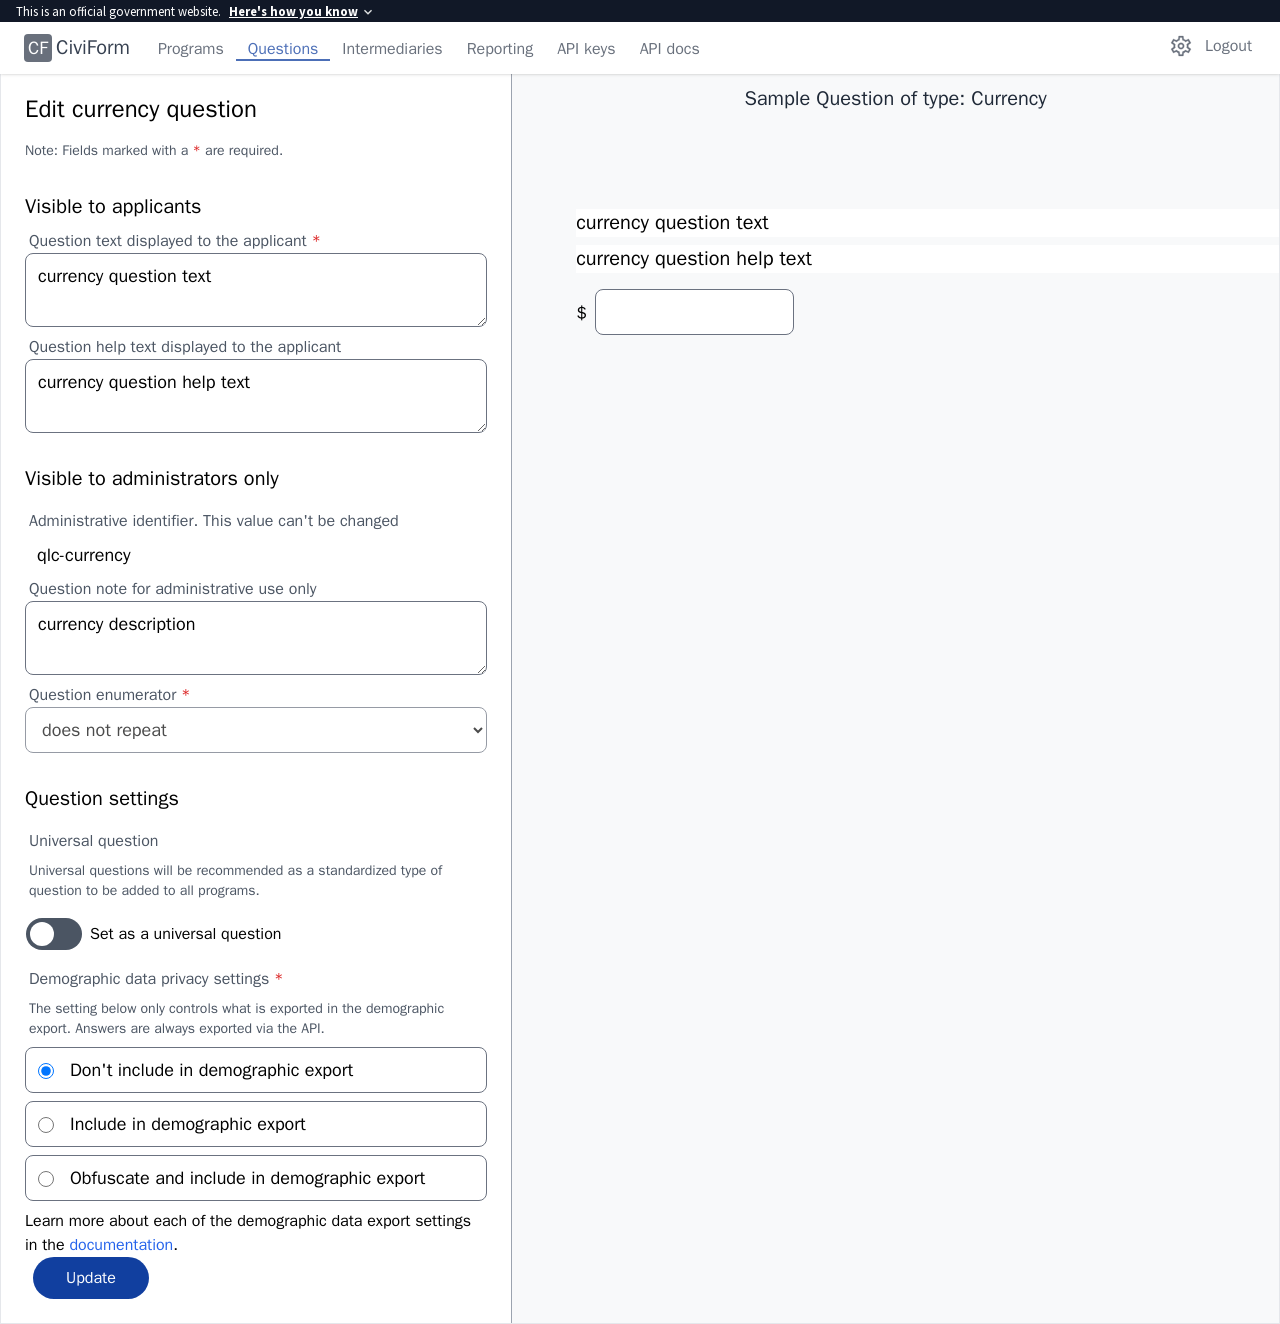 This is an official government website. Here's how you know
CF CiviForm Programs Questions Intermediaries Reporting API keys API docs Logout
Edit currency question
Note: Fields marked with a * are required.
Visible to applicants
Question text displayed to the applicant *
currency question text
Question help text displayed to the applicant
currency question help text
Visible to administrators only
Administrative identifier. This value can't be changed
qlc-currency
Question note for administrative use only
currency description
Question enumerator *
does not repeat
Question settings
Universal question
Universal questions will be recommended as a standardized type of
question to be added to all programs.
Set as a universal question
Demographic data privacy settings *
The setting below only controls what is exported in the demographic
export. Answers are always exported via the API.
Don't include in demographic export
Include in demographic export
Obfuscate and include in demographic export
Learn more about each of the demographic data export settings
in the documentation.
Update
Sample Question of type: Currency
currency question text
currency question help text
$